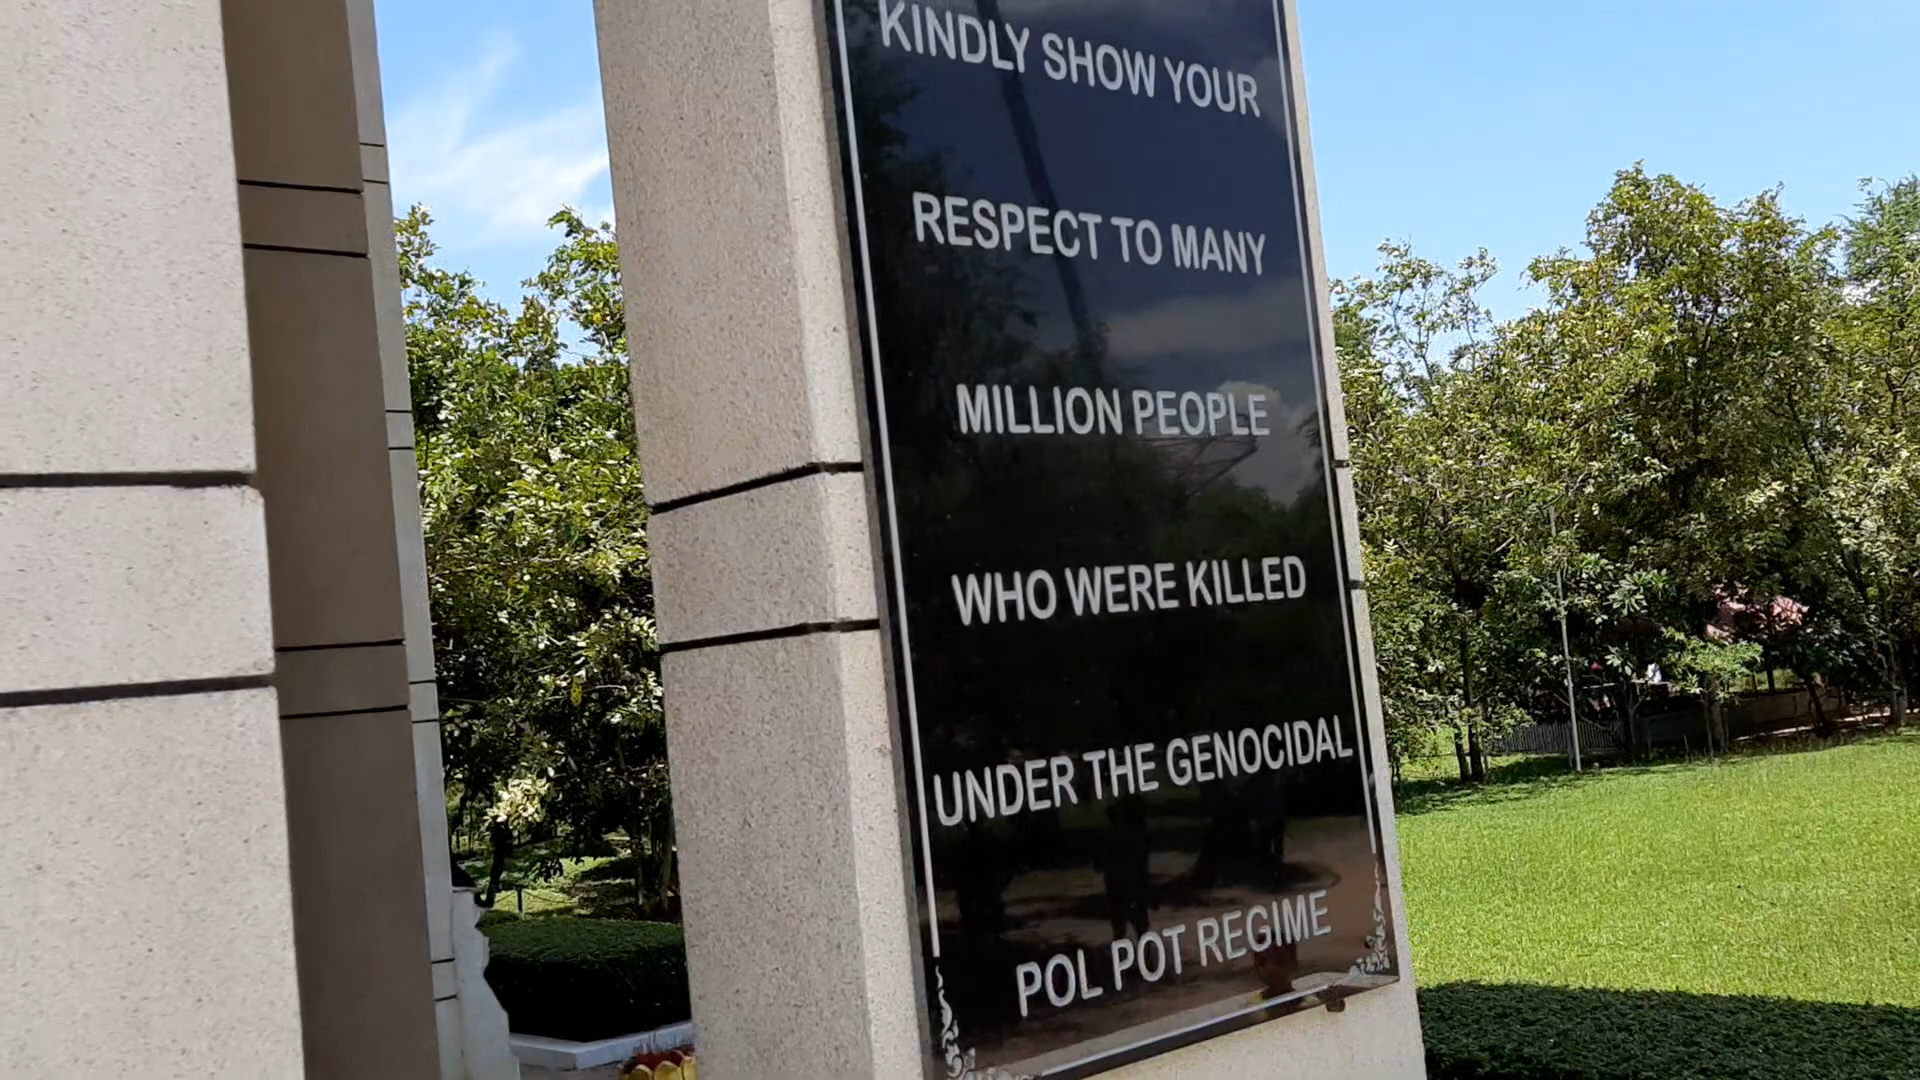 KINDLY SHOW YOUR
RESPECT TO MANY
MILLION PEOPLE
WHO WERE KILLED
UNDER THE GENOCIDAL
POL POT REGIME